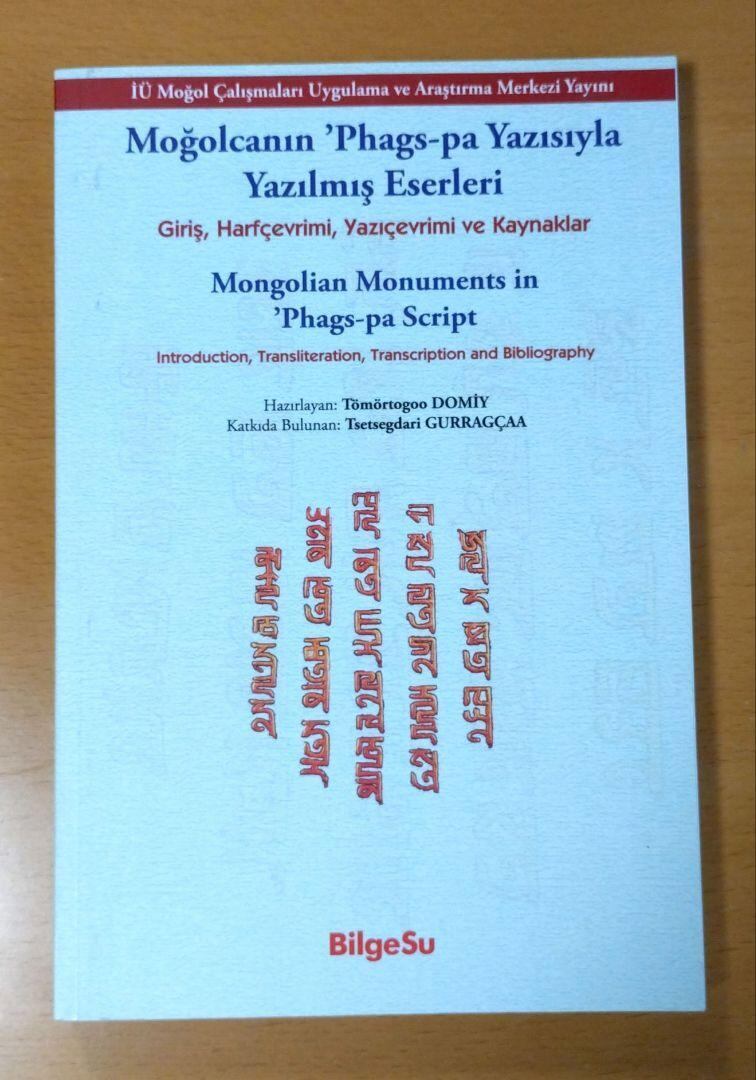 İÜ Moğol Çalışmaları Uygulama ve Araştırma Merkezi Yayını
Moğolcanın ’Phags-pa Yazısıyla
Yazılmış Eserleri
Giriş, Harfçevrimi, Yazıçevrimi ve Kaynaklar
Mongolian Monuments in
’Phags-pa Script
Introduction, Transliteration, Transcription and Bibliography
Hazırlayan: Tömörtogoo DOMİY
Katkıda Bulunan: Tsetsegdari GURRAGÇAA
BilgeSu